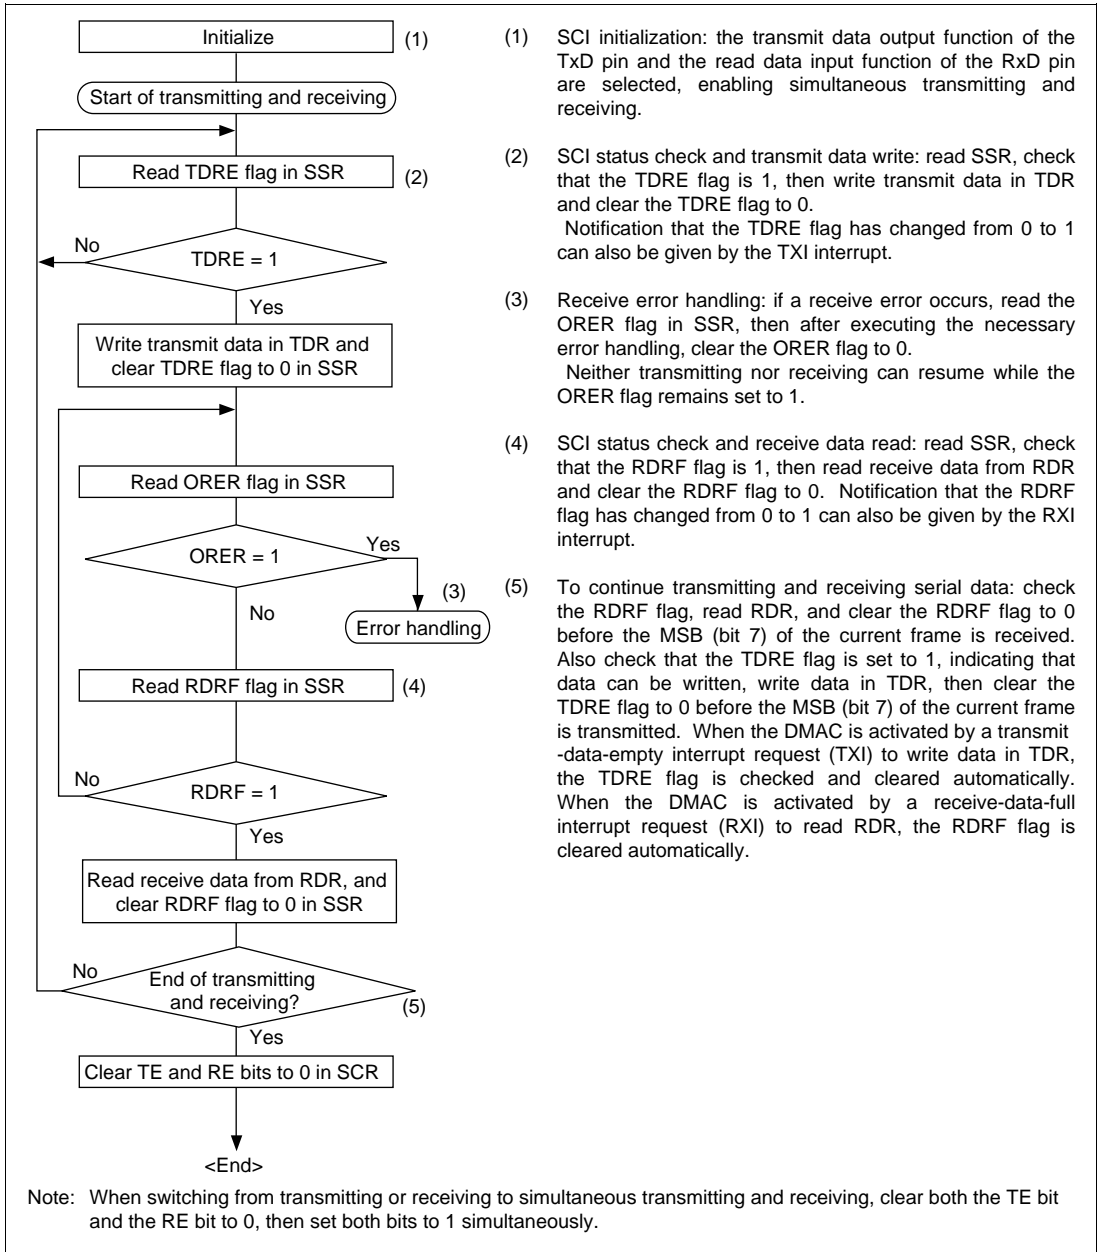 Initialize
(1)
Start of transmitting and receiving
Read TDRE flag in SSR
(2)
No
TDRE = 1
Yes
Write transmit data in TDR and
clear TDRE flag to 0 in SSR
Read ORER flag in SSR
ORER = 1
Yes
No
(3)
Error handling
Read RDRF flag in SSR
(4)
No
RDRF = 1
Yes
Read receive data from RDR, and
clear RDRF flag to 0 in SSR
No
End of transmitting
and receiving?
(5)
Yes
Clear TE and RE bits to 0 in SCR
<End>
(1) SCI initialization: the transmit data output function of the
TxD pin and the read data input function of the RxD pin
are selected, enabling simultaneous transmitting and
receiving.
(2) SCI status check and transmit data write: read SSR, check
that the TDRE flag is 1, then write transmit data in TDR
and clear the TDRE flag to 0.
Notification that the TDRE flag has changed from 0 to 1
can also be given by the TXI interrupt.
(3) Receive error handling: if a receive error occurs, read the
ORER flag in SSR, then after executing the necessary
error handling, clear the ORER flag to 0.
Neither transmitting nor receiving can resume while the
ORER flag remains set to 1.
(4) SCI status check and receive data read: read SSR, check
that the RDRF flag is 1, then read receive data from RDR
and clear the RDRF flag to 0. Notification that the RDRF
flag has changed from 0 to 1 can also be given by the RXI
interrupt.
(5) To continue transmitting and receiving serial data: check
the RDRF flag, read RDR, and clear the RDRF flag to 0
before the MSB (bit 7) of the current frame is received.
Also check that the TDRE flag is set to 1, indicating that
data can be written, write data in TDR, then clear the
TDRE flag to 0 before the MSB (bit 7) of the current frame
is transmitted. When the DMAC is activated by a transmit
-data-empty interrupt request (TXI) to write data in TDR,
the TDRE flag is checked and cleared automatically.
When the DMAC is activated by a receive-data-full
interrupt request (RXI) to read RDR, the RDRF flag is
cleared automatically.
Note: When switching from transmitting or receiving to simultaneous transmitting and receiving, clear both the TE bit
and the RE bit to 0, then set both bits to 1 simultaneously.